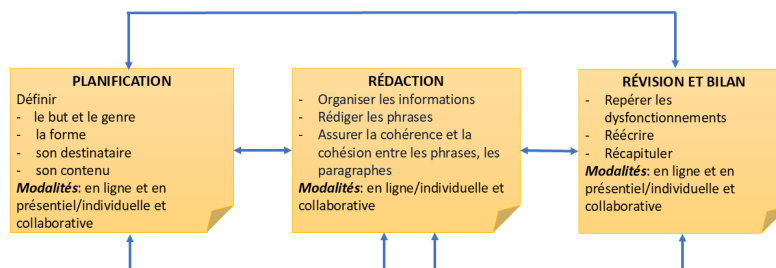 PLANIFICATION
Définir
- le but et le genre
- la forme
- son destinataire
- son contenu
Modalités: en ligne et en
présentiel/individuelle et
collaborative
RÉDACTION
- Organiser les informations
- Rédiger les phrases
- Assurer la cohérence et la
cohésion entre les phrases, les
paragraphes
Modalités: en ligne/individuelle et
collaborative
RÉVISION ET BILAN
- Repérer les
dysfonctionnements
- Réécrire
- Récapituler
Modalités: en ligne et en
présentiel/individuelle et
collaborative